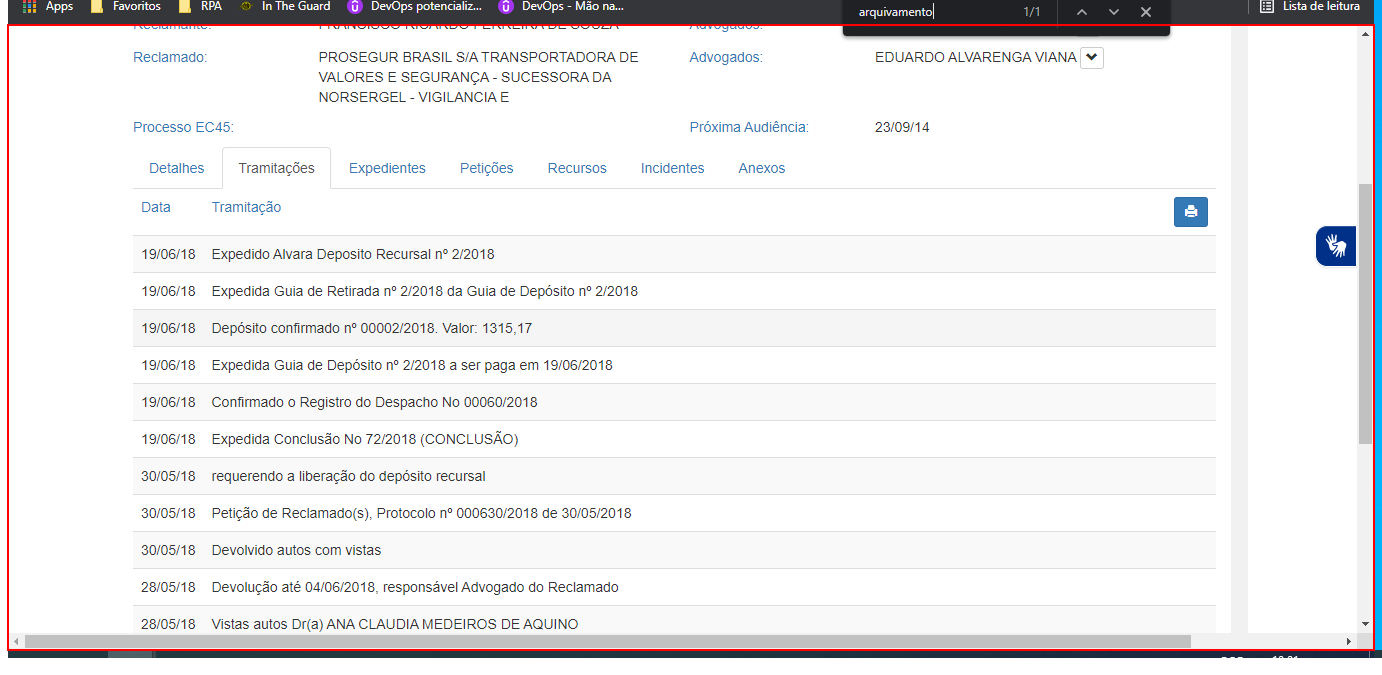 Apps Favoritos RPA In The Guard DevOps potencializ... DevOps - Mão na... Lista de leitura
arquivamento 1/1
Reclamante: FRANCISCO RICARDO FERREIRA DE SOUZA Advogados:
Reclamado: PROSEGUR BRASIL S/A TRANSPORTADORA DE Advogados: EDUARDO ALVARENGA VIANA
VALORES E SEGURANÇA - SUCESSORA DA
NORSERGEL - VIGILANCIA E
Processo EC45: Próxima Audiência: 23/09/14
Detalhes Tramitações Expedientes Petições Recursos Incidentes Anexos
Data Tramitação
19/06/18 Expedido Alvara Deposito Recursal nº 2/2018
19/06/18 Expedida Guia de Retirada nº 2/2018 da Guia de Depósito nº 2/2018
19/06/18 Depósito confirmado nº 00002/2018. Valor: 1315,17
19/06/18 Expedida Guia de Depósito nº 2/2018 a ser paga em 19/06/2018
19/06/18 Confirmado o Registro do Despacho No 00060/2018
19/06/18 Expedida Conclusão No 72/2018 (CONCLUSÃO)
30/05/18 requerendo a liberação do depósito recursal
30/05/18 Petição de Reclamado(s), Protocolo nº 000630/2018 de 30/05/2018
30/05/18 Devolvido autos com vistas
28/05/18 Devolução até 04/06/2018, responsável Advogado do Reclamado
28/05/18 Vistas autos Dr(a) ANA CLAUDIA MEDEIROS DE AQUINO